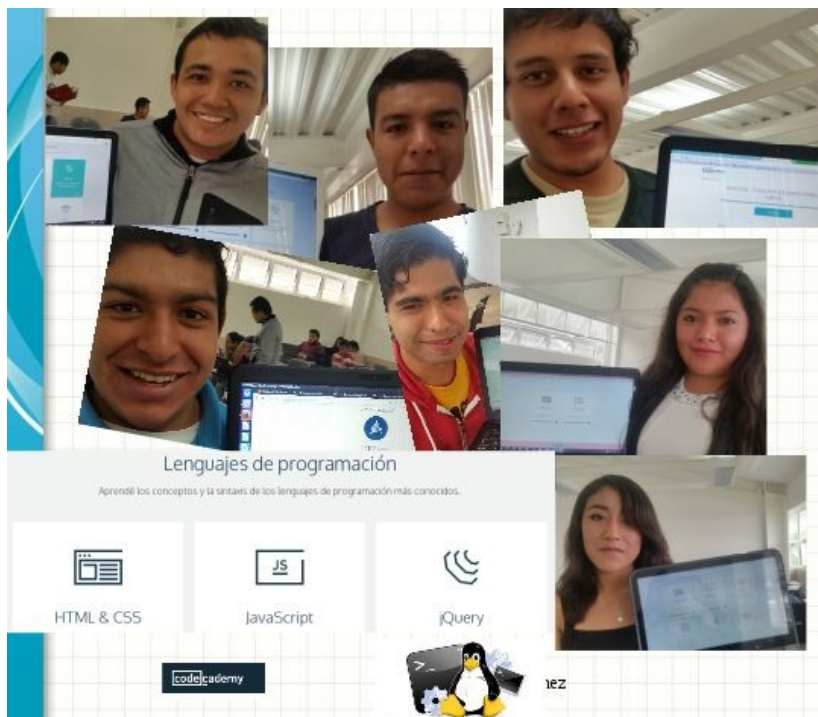 Lenguajes de programación
Aprendé los conceptos y la sintaxis de los lenguajes de programación más conocidos.
JS
HTML & CSS
JavaScript
jQuery
codecademy
>_
nez